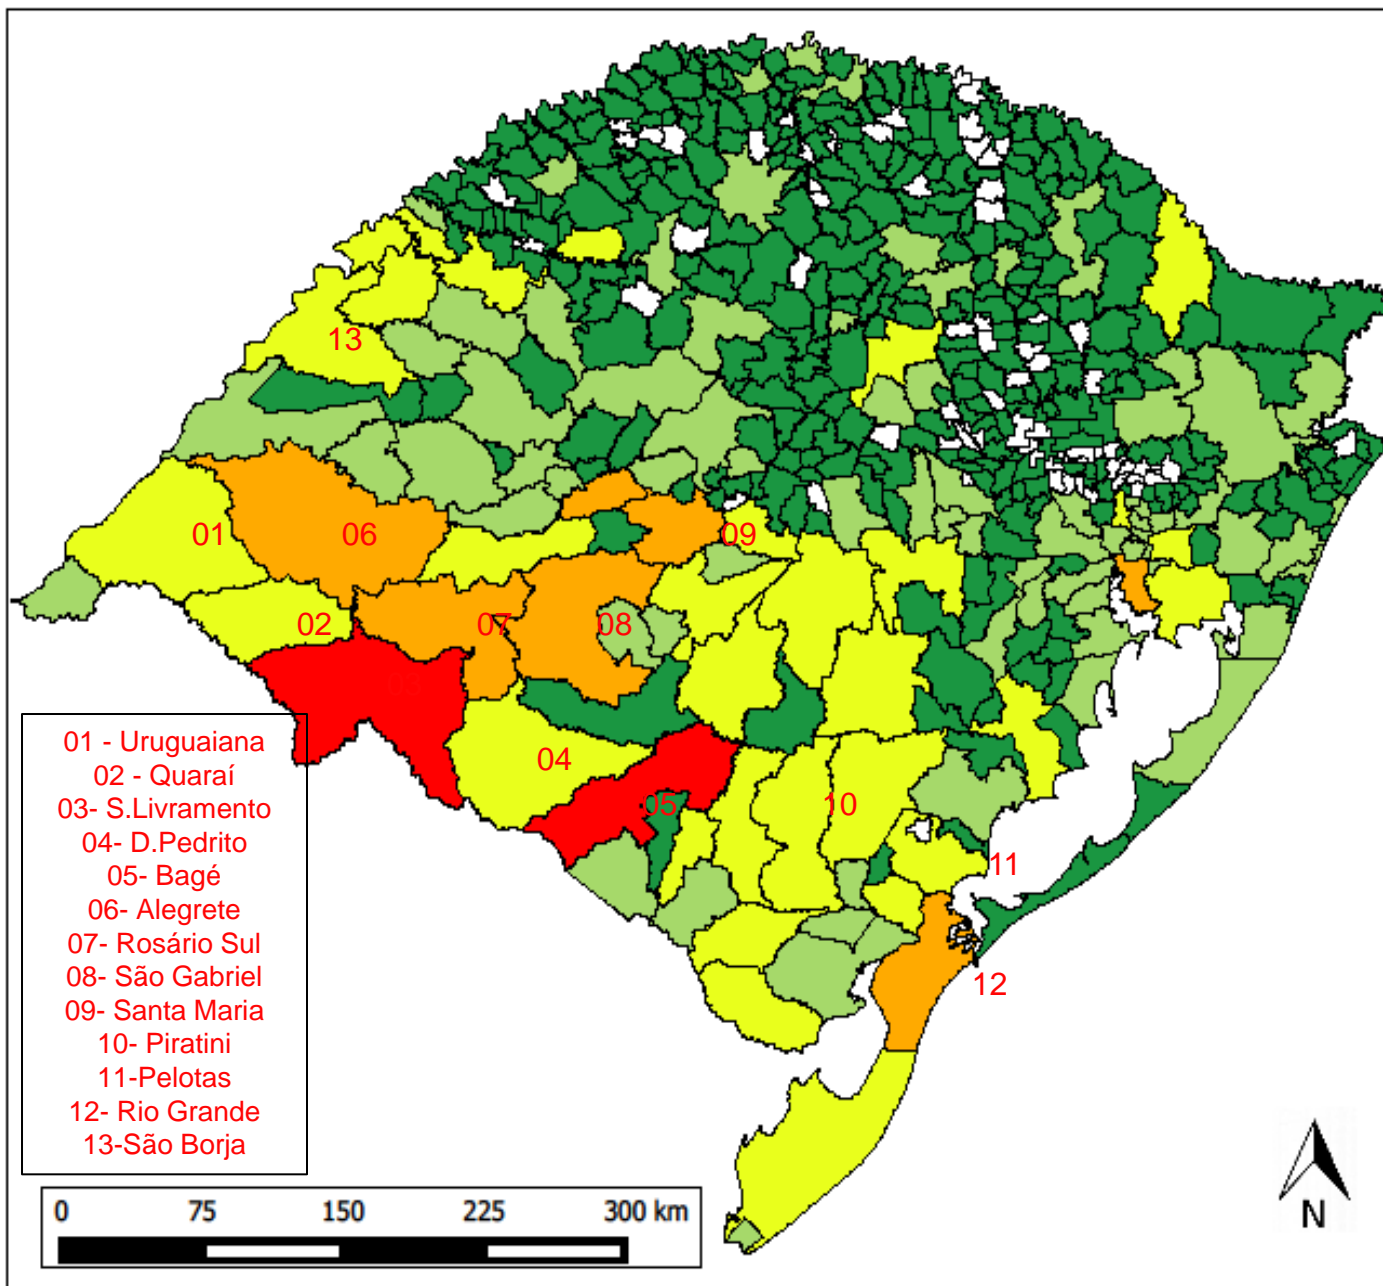 13
01
06
09
02
07
08
03
04
05
10
11
12
01 - Uruguaiana
02 - Quaraí
03- S.Livramento
04- D.Pedrito
05- Bagé
06- Alegrete
07- Rosário Sul
08- São Gabriel
09- Santa Maria
10- Piratini
11-Pelotas
12- Rio Grande
13-São Borja
0 75 150 225 300 km
N